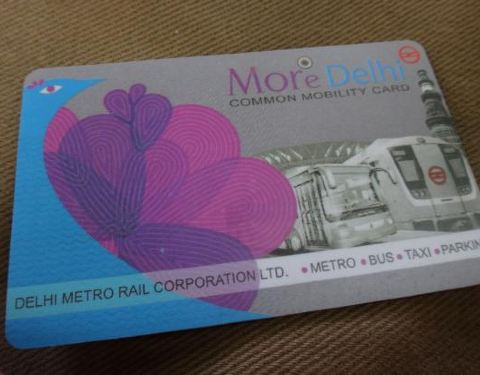 More Delhi
COMMON MOBILITY CARD
DELHI METRO RAIL CORPORATION LTD. • METRO • BUS • TAXI • PARKIN